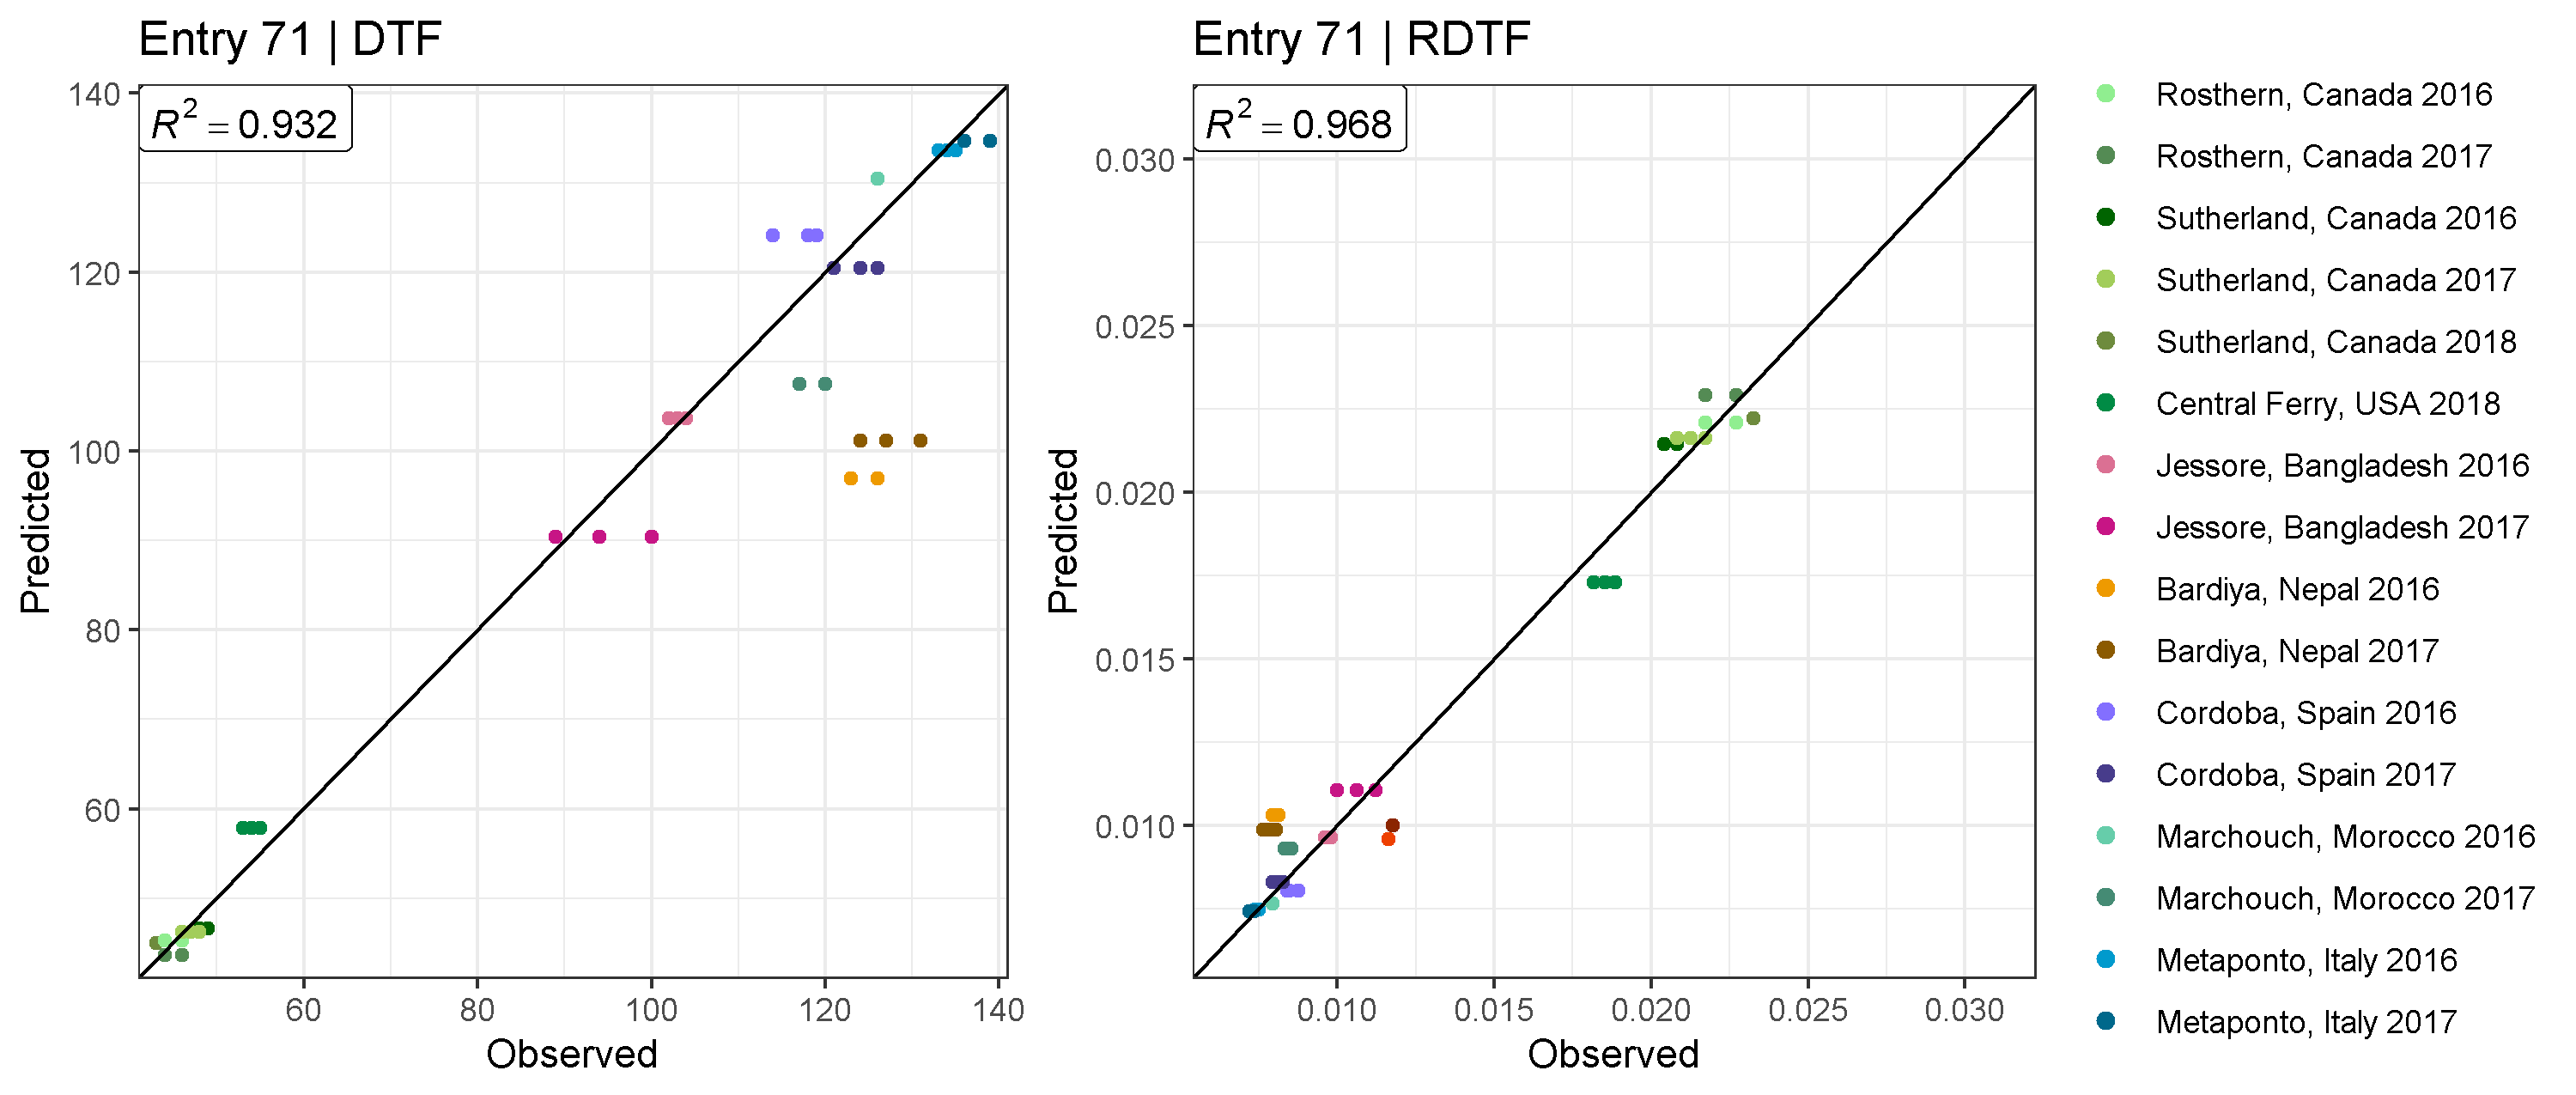 Entry 71 | DTF
R² = 0.932
140
120
100
80
60
Predicted
60 80 100 120 140
Observed
Entry 71 | RDTF
R² = 0.968
0.030
0.025
0.020
0.015
0.010
Predicted
0.010 0.015 0.020 0.025 0.030
Observed
Rosthern, Canada 2016
Rosthern, Canada 2017
Sutherland, Canada 2016
Sutherland, Canada 2017
Sutherland, Canada 2018
Central Ferry, USA 2018
Jessore, Bangladesh 2016
Jessore, Bangladesh 2017
Bardiya, Nepal 2016
Bardiya, Nepal 2017
Cordoba, Spain 2016
Cordoba, Spain 2017
Marchouch, Morocco 2016
Marchouch, Morocco 2017
Metaponto, Italy 2016
Metaponto, Italy 2017